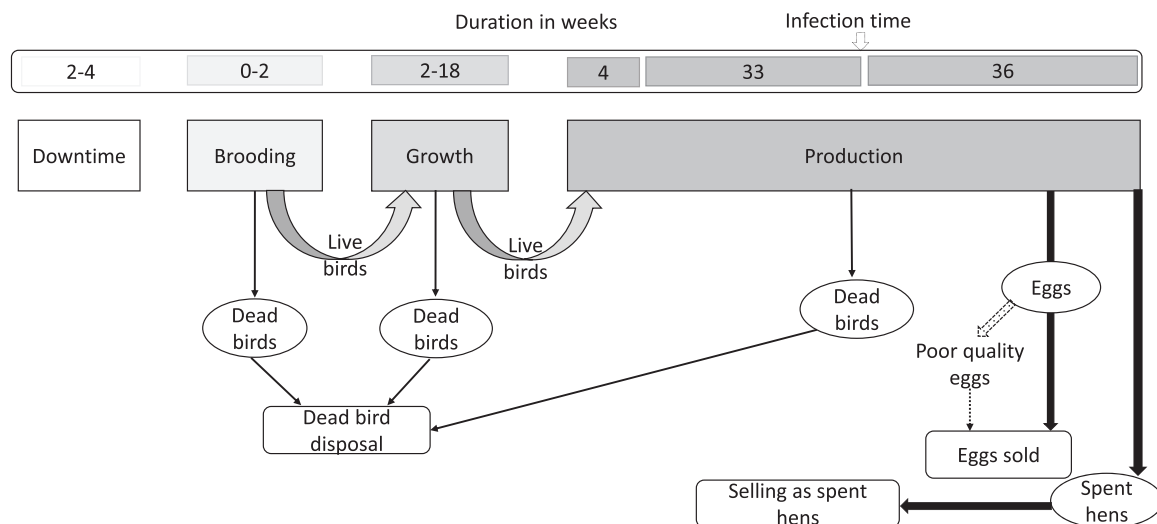 Duration in weeks
Infection time
2-4
0-2
2-18
4
33
36
Downtime
Brooding
Growth
Production
Live
birds
Live
birds
Dead
birds
Dead
birds
Dead
birds
Eggs
Poor quality
eggs
Dead bird
disposal
Eggs sold
Selling as spent
hens
Spent
hens